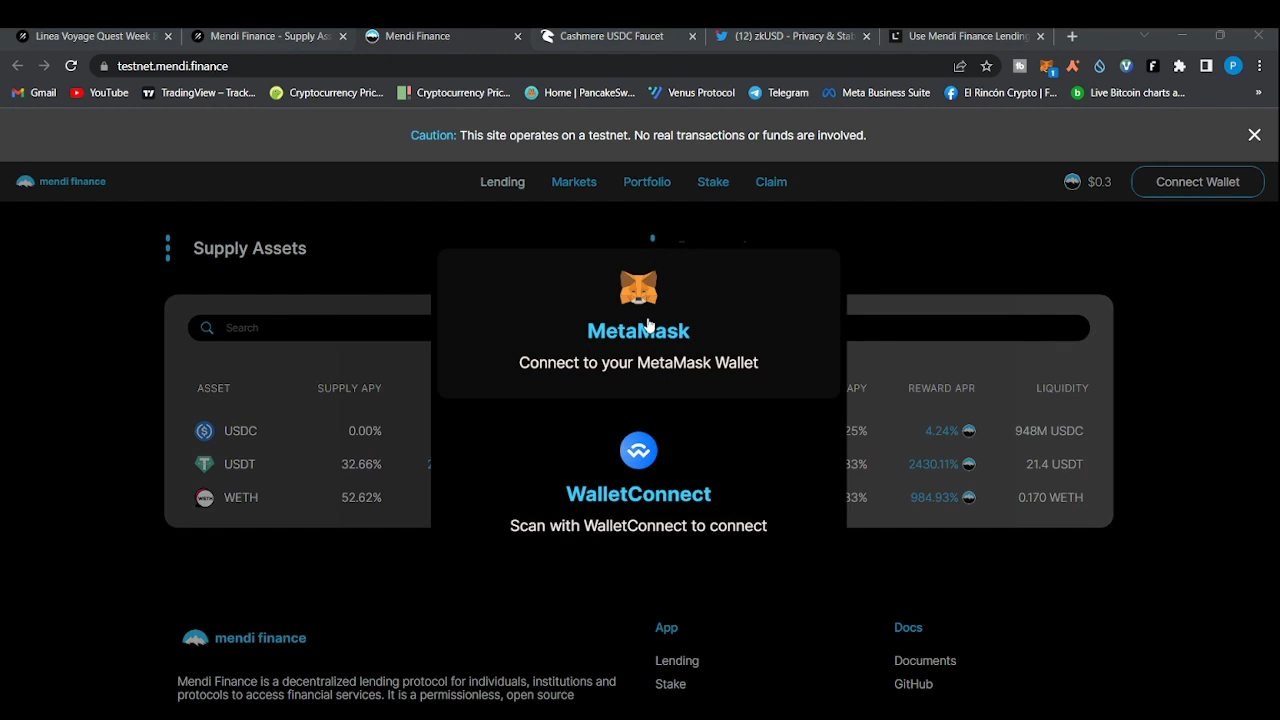 Linea Voyage Quest Week
Mendi Finance - Supply As
Mendi Finance
Cashmere USDC Faucet
(12) zkUSD - Privacy & Stab
Use Mendi Finance Lending
testnet.mendi.finance
1
P
Gmail
YouTube
TradingView – Track...
Cryptocurrency Pric...
Cryptocurrency Pric...
Home | PancakeSw...
Venus Protocol
Telegram
Meta Business Suite
El Rincón Crypto | F...
Live Bitcoin charts a...
»
Caution: This site operates on a testnet. No real transactions or funds are involved.
mendi finance
Lending
Markets
Portfolio
Stake
Claim
$0.3
Connect Wallet
Supply Assets
MetaMask
Connect to your MetaMask Wallet
Search
ASSET
SUPPLY APY
APY
REWARD APR
LIQUIDITY
USDC
0.00%
25%
4.24%
948M USDC
USDT
32.66%
33%
2430.11%
21.4 USDT
WETH
52.62%
33%
984.93%
0.170 WETH
WalletConnect
Scan with WalletConnect to connect
mendi finance
Mendi Finance is a decentralized lending protocol for individuals, institutions and
protocols to access financial services. It is a permissionless, open source
App
Lending
Stake
Docs
Documents
GitHub